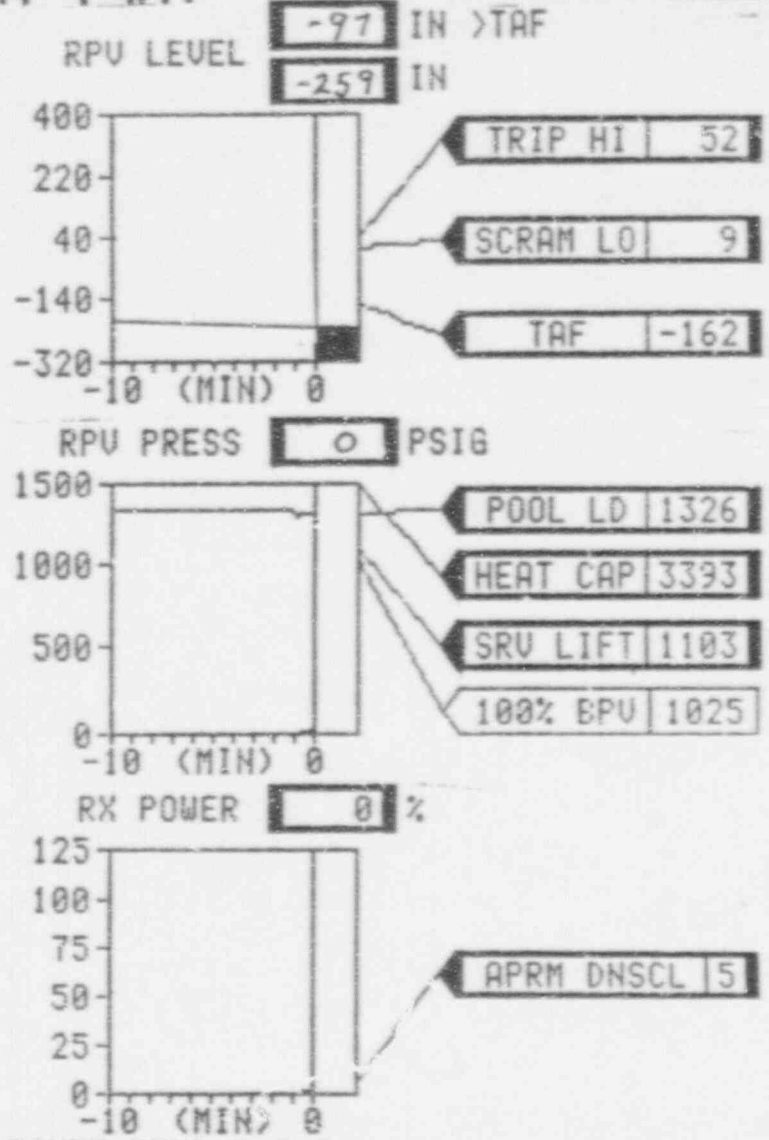 -97 IN >TAF
RPV LEVEL
-259 IN
400
220
40
-140
-320
-10 (MIN) 0
TRIP HI 52
SCRAM LO 9
TAF -162
RPV PRESS 0 PSIG
1500
1000
500
0
-10 (MIN) 0
POOL LD 1326
HEAT CAP 3393
SRV LIFT 1103
100% BPV 1025
RX POWER 0 %
125
100
75
50
25
0
-10 (MIN) 0
APRM DNSCL 5